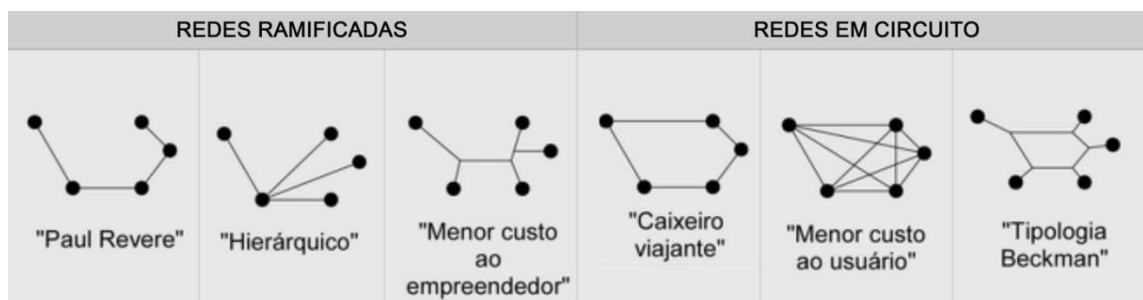 REDES RAMIFICADAS
REDES EM CIRCUITO
"Paul Revere"
"Hierárquico"
"Menor custo
ao
empreendedor"
"Caixeiro
viajante"
"Menor custo
ao usuário"
"Tipologia
Beckman"